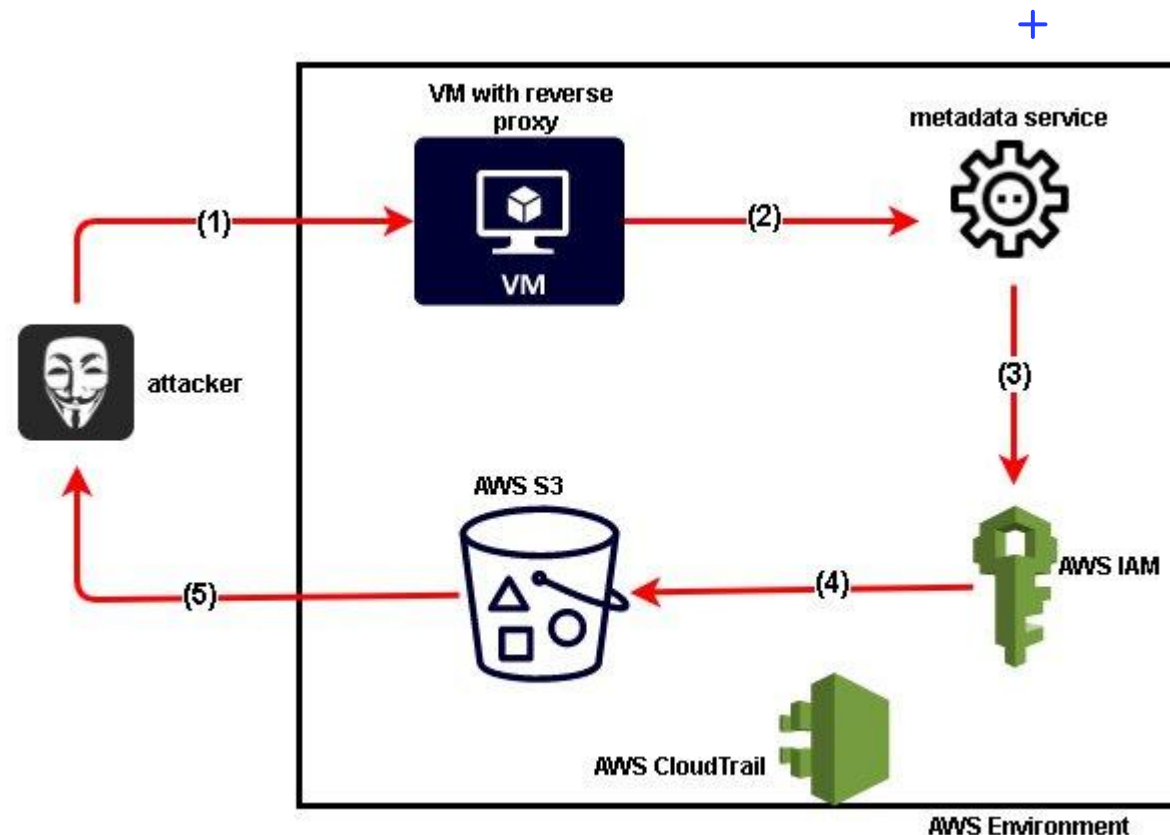 VM with reverse
proxy
metadata service
(1)
(2)
VM
(3)
attacker
AWS S3
AWS IAM
(4)
(5)
AWS CloudTrail
AWS Environment